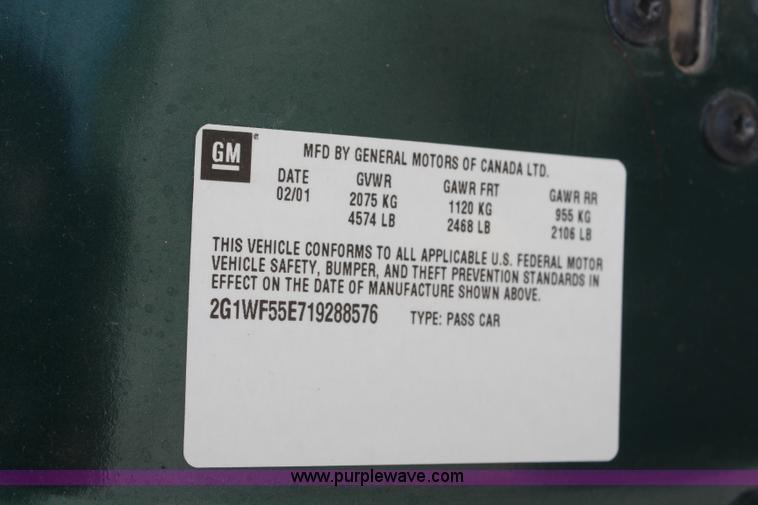 GM
MFD BY GENERAL MOTORS OF CANADA LTD.
DATE GVWR GAWR FRT GAWR RR
02/01 2075 KG 1120 KG 955 KG
4574 LB 2468 LB 2106 LB
THIS VEHICLE CONFORMS TO ALL APPLICABLE U.S. FEDERAL MOTOR
VEHICLE SAFETY, BUMPER, AND THEFT PREVENTION STANDARDS IN
EFFECT ON THE DATE OF MANUFACTURE SHOWN ABOVE.
2G1WF55E719288576 TYPE: PASS CAR
www.purplewave.com